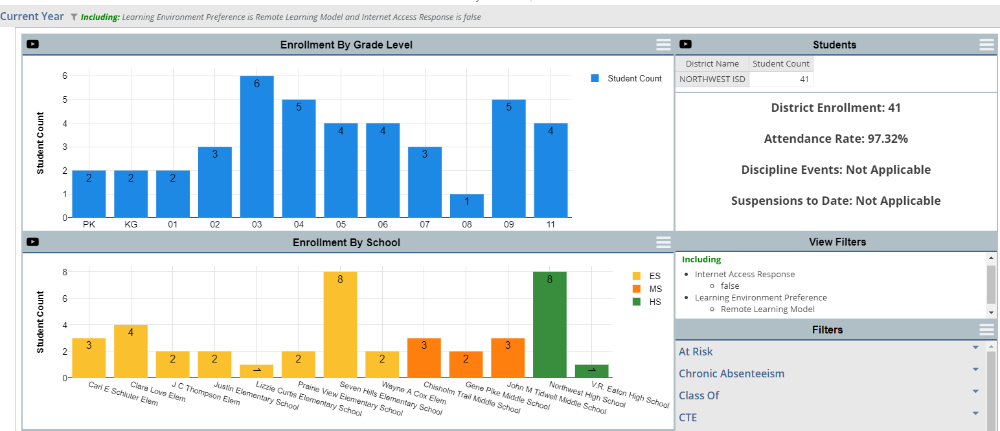 Current Year Including: Learning Environment Preference is Remote Learning Model and Internet Access Response is false
Enrollment By Grade Level
Student Count
6
5
4
3
2
1
0
2
2
2
3
6
5
4
4
3
1
5
4
PK KG 01 02 03 04 05 06 07 08 09 11
Student Count
Students
District Name Student Count
NORTHWEST ISD 41
District Enrollment: 41
Attendance Rate: 97.32%
Discipline Events: Not Applicable
Suspensions to Date: Not Applicable
Enrollment By School
Student Count
8
6
4
2
0
3
4
2
2
1
2
8
2
3
2
3
8
1
Carl E Schluter Elem
Clara Love Elem
J C Thompson Elem
Justin Elementary School
Lizzie Curtis Elementary School
Prairie View Elementary School
Seven Hills Elementary School
Wayne A Cox Elem
Chisholm Trail Middle School
Gene Pike Middle School
John M Tidwell Middle School
Northwest High School
V.R. Eaton High School
ES
MS
HS
View Filters
Including
Internet Access Response
false
Learning Environment Preference
Remote Learning Model
Filters
At Risk
Chronic Absenteeism
Class Of
CTE